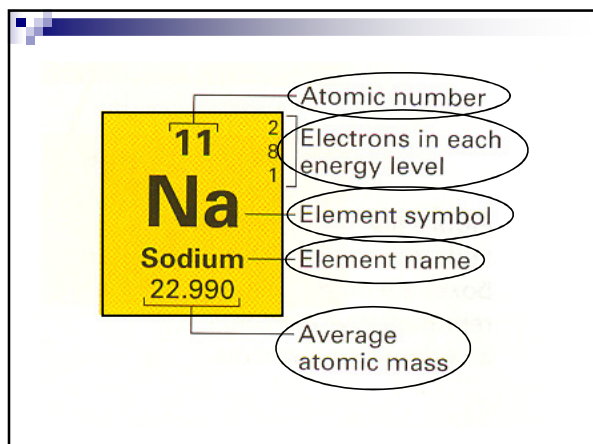 Atomic number
11
2
8
1
Electrons in each
energy level
Na
Element symbol
Sodium
Element name
22.990
Average
atomic mass